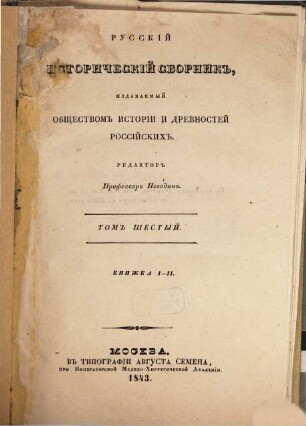 РУССКІЙ
ИСТОРИЧЕСКІЙ СБОРНИКЪ,
ИЗДАВАЕМЫЙ
ОБЩЕСТВОМЪ ИСТОРІИ И ДРЕВНОСТЕЙ
РОССІЙСКИХЪ.
РЕДАКТОРЪ
Профессоръ Погодинъ.
ТОМЪ ШЕСТЫЙ.
КНИЖКА I–II.
МОСКВА,
ВЪ ТИПОГРАФІИ АВГУСТА СЕМЕНА,
ПРИ ИМПЕРАТОРСКОЙ МЕДИКО-ХИРУРГИЧЕСКОЙ АКАДЕМІИ.
1843.